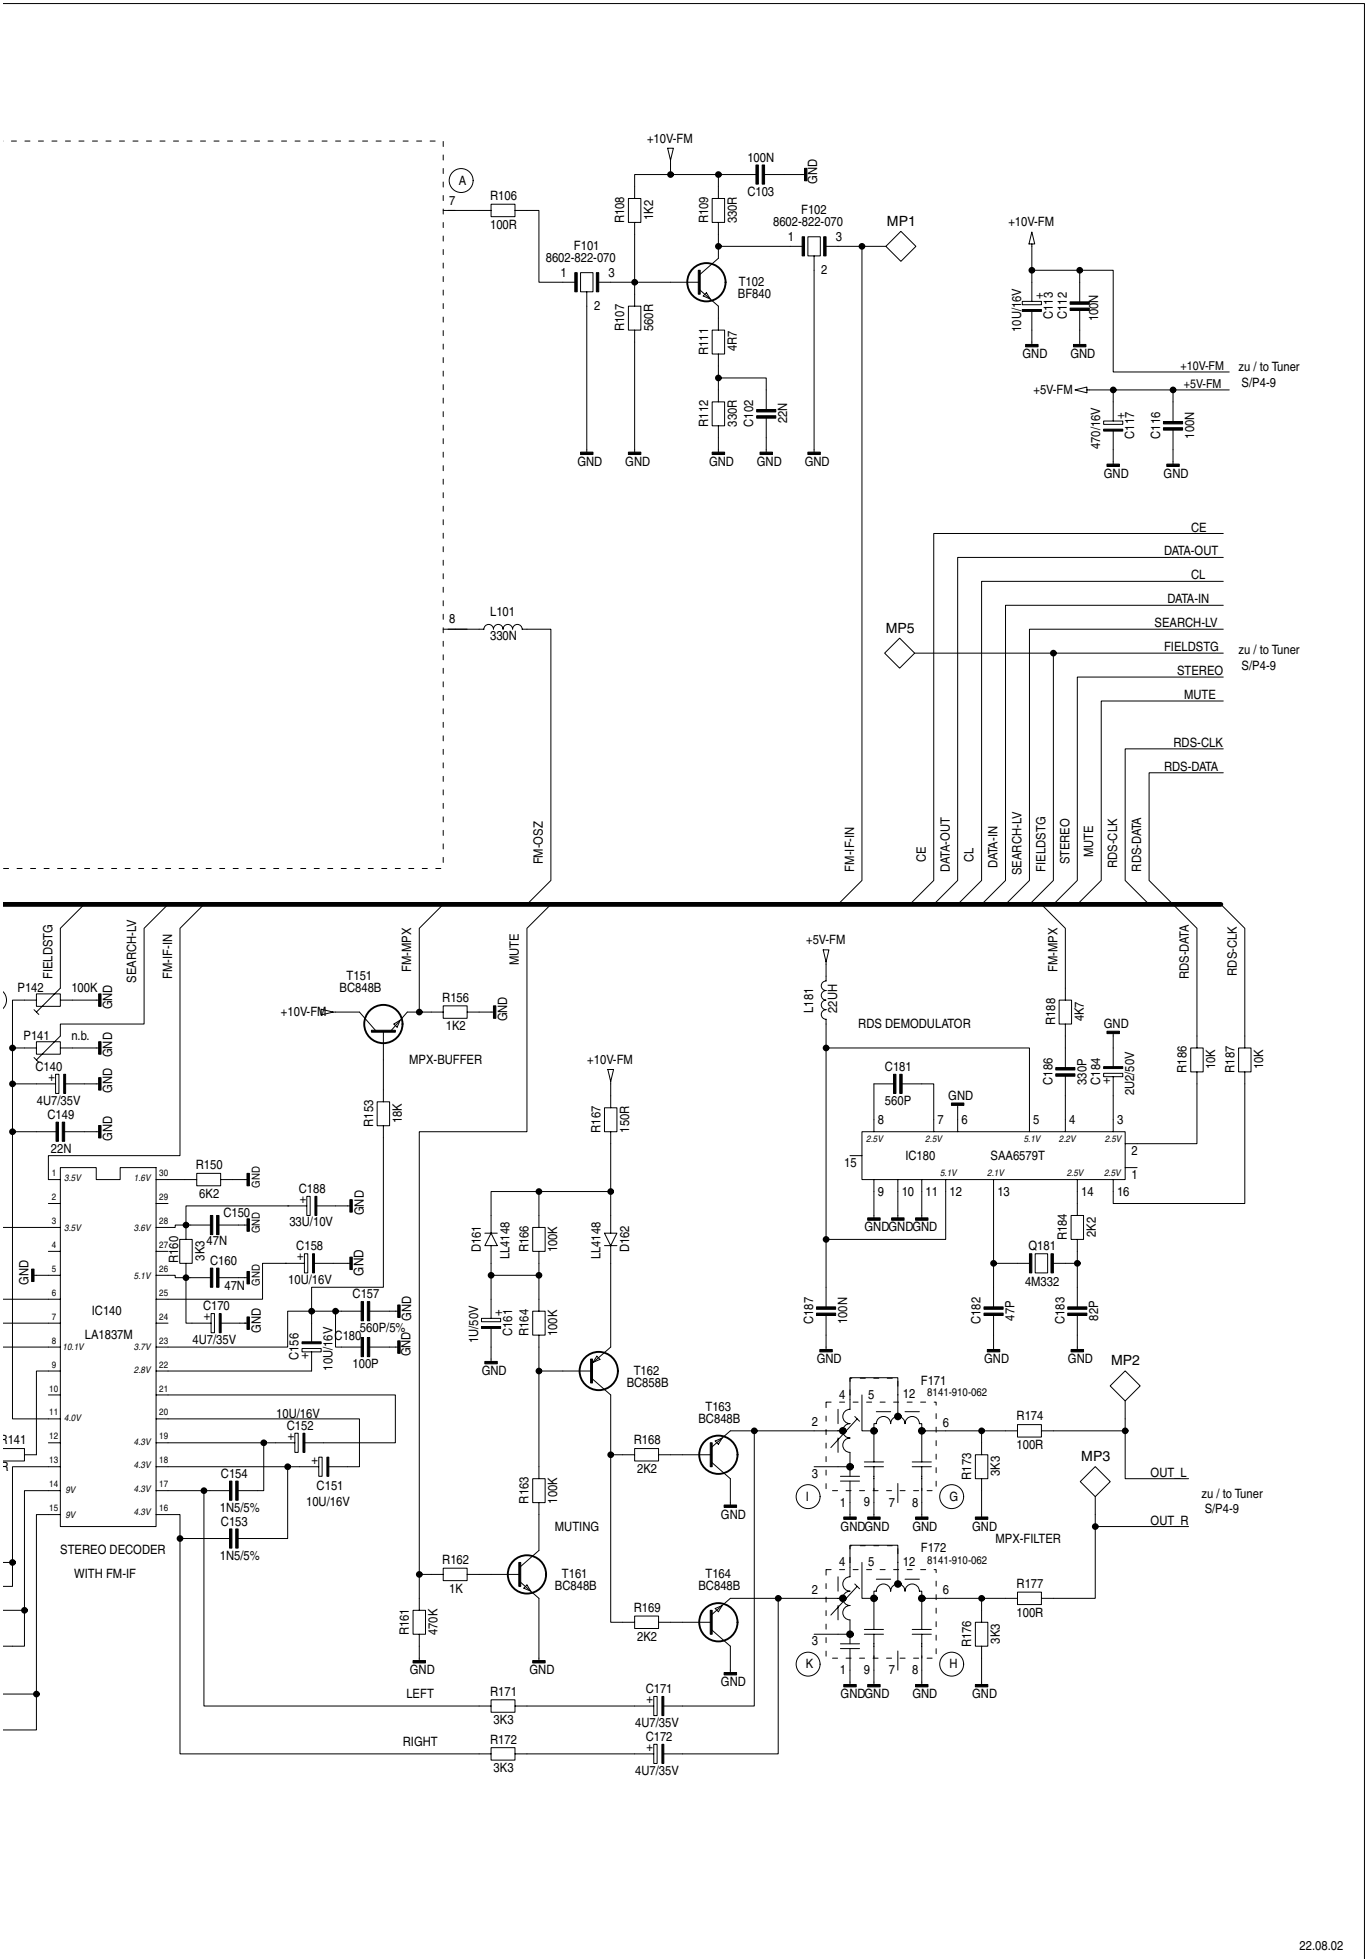 +10V-FM
100N
C103
GND
A
7
R106
100R
R108
1K2
R109
330R
F102
8602-822-070
1
3
2
MP1
F101
8602-822-070
1
3
2
T102
BF840
R107
560R
R111
4R7
R112
330R
C102
22N
GND
GND
GND
GND
GND
+10V-FM
10U/16V
+
C113
C112
100N
GND
GND
+10V-FM
zu / to Tuner
S/P4-9
+5V-FM
+5V-FM
470/16V
+
C117
C116
100N
GND
GND
CE
DATA-OUT
CL
DATA-IN
SEARCH-LV
FIELDSTG
zu / to Tuner
S/P4-9
STEREO
MUTE
RDS-CLK
RDS-DATA
MP5
8
L101
330N
FM-OSZ
FM-IF-IN
CE
DATA-OUT
CL
DATA-IN
SEARCH-LV
FIELDSTG
STEREO
MUTE
RDS-CLK
RDS-DATA
FIELDSTG
SEARCH-LV
FM-IF-IN
FM-MPX
MUTE
FM-MPX
RDS-DATA
RDS-CLK
P142
100K
GND
P141
n.b.
GND
C140
+
4U7/35V
GND
C149
22N
GND
T151
BC848B
+10V-FM
R156
1K2
GND
MPX-BUFFER
R153
18K
+10V-FM
R167
150R
+5V-FM
L181
22UH
RDS DEMODULATOR
R188
4K7
GND
C186
330P
C184
+
2U2/50V
R186
10K
R187
10K
C181
560P
GND
8
7
6
5
4
3
2.5V
2.5V
5.1V
2.2V
2.5V
15
IC180
SAA6579T
2
1
5.1V
2.1V
2.5V
2.5V
9
10
11
12
13
14
16
GND
GND
GND
R184
2K2
Q181
4M332
C187
100N
C182
47P
C183
82P
GND
GND
GND
1
3.5V
1.6V
30
R150
6K2
GND
2
29
3
3.5V
3.6V
28
4
27
GND
5
5.1V
26
6
25
7
24
8
10.1V
3.7V
23
9
2.8V
22
10
21
11
4.0V
20
12
4.3V
19
13
4.3V
18
14
9V
4.3V
17
15
9V
4.3V
16
IC140
LA1837M
C188
+
33U/10V
GND
C150
47N
GND
R160
3K3
C160
47N
GND
C158
+
10U/16V
GND
C170
+
4U7/35V
GND
C157
560P/5%
GND
C156
+
10U/16V
C180
100P
GND
10U/16V
C152
+
+
C151
10U/16V
C154
1N5/5%
C153
1N5/5%
R141
STEREO DECODER
WITH FM-IF
D161
LL4148
R166
100K
LL4148
D162
1U/50V
+
C161
R164
100K
GND
T162
BC858B
R163
100K
MUTING
R162
1K
T161
BC848B
R161
470K
GND
GND
R168
2K2
T163
BC848B
GND
R169
2K2
T164
BC848B
GND
MP2
F171
8141-910-062
4
5
12
2
6
3
1
9
7
8
I
G
GND
GND
GND
R173
3K3
GND
R174
100R
MP3
OUT L
zu / to Tuner
S/P4-9
OUT R
MPX-FILTER
F172
8141-910-062
4
5
12
2
6
3
1
9
7
8
K
H
GND
GND
GND
R176
3K3
GND
R177
100R
LEFT
R171
3K3
C171
+
4U7/35V
RIGHT
R172
3K3
C172
+
4U7/35V
22.08.02